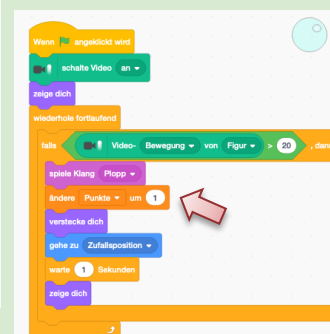 Wenn angeklickt wird
schalte Video an
zeige dich
wiederhole fortlaufend
falls Video- Bewegung von Figur > 20 , dann
spiele Klang Plopp
ändere Punkte um 1
verstecke dich
gehe zu Zufallsposition
warte 1 Sekunden
zeige dich